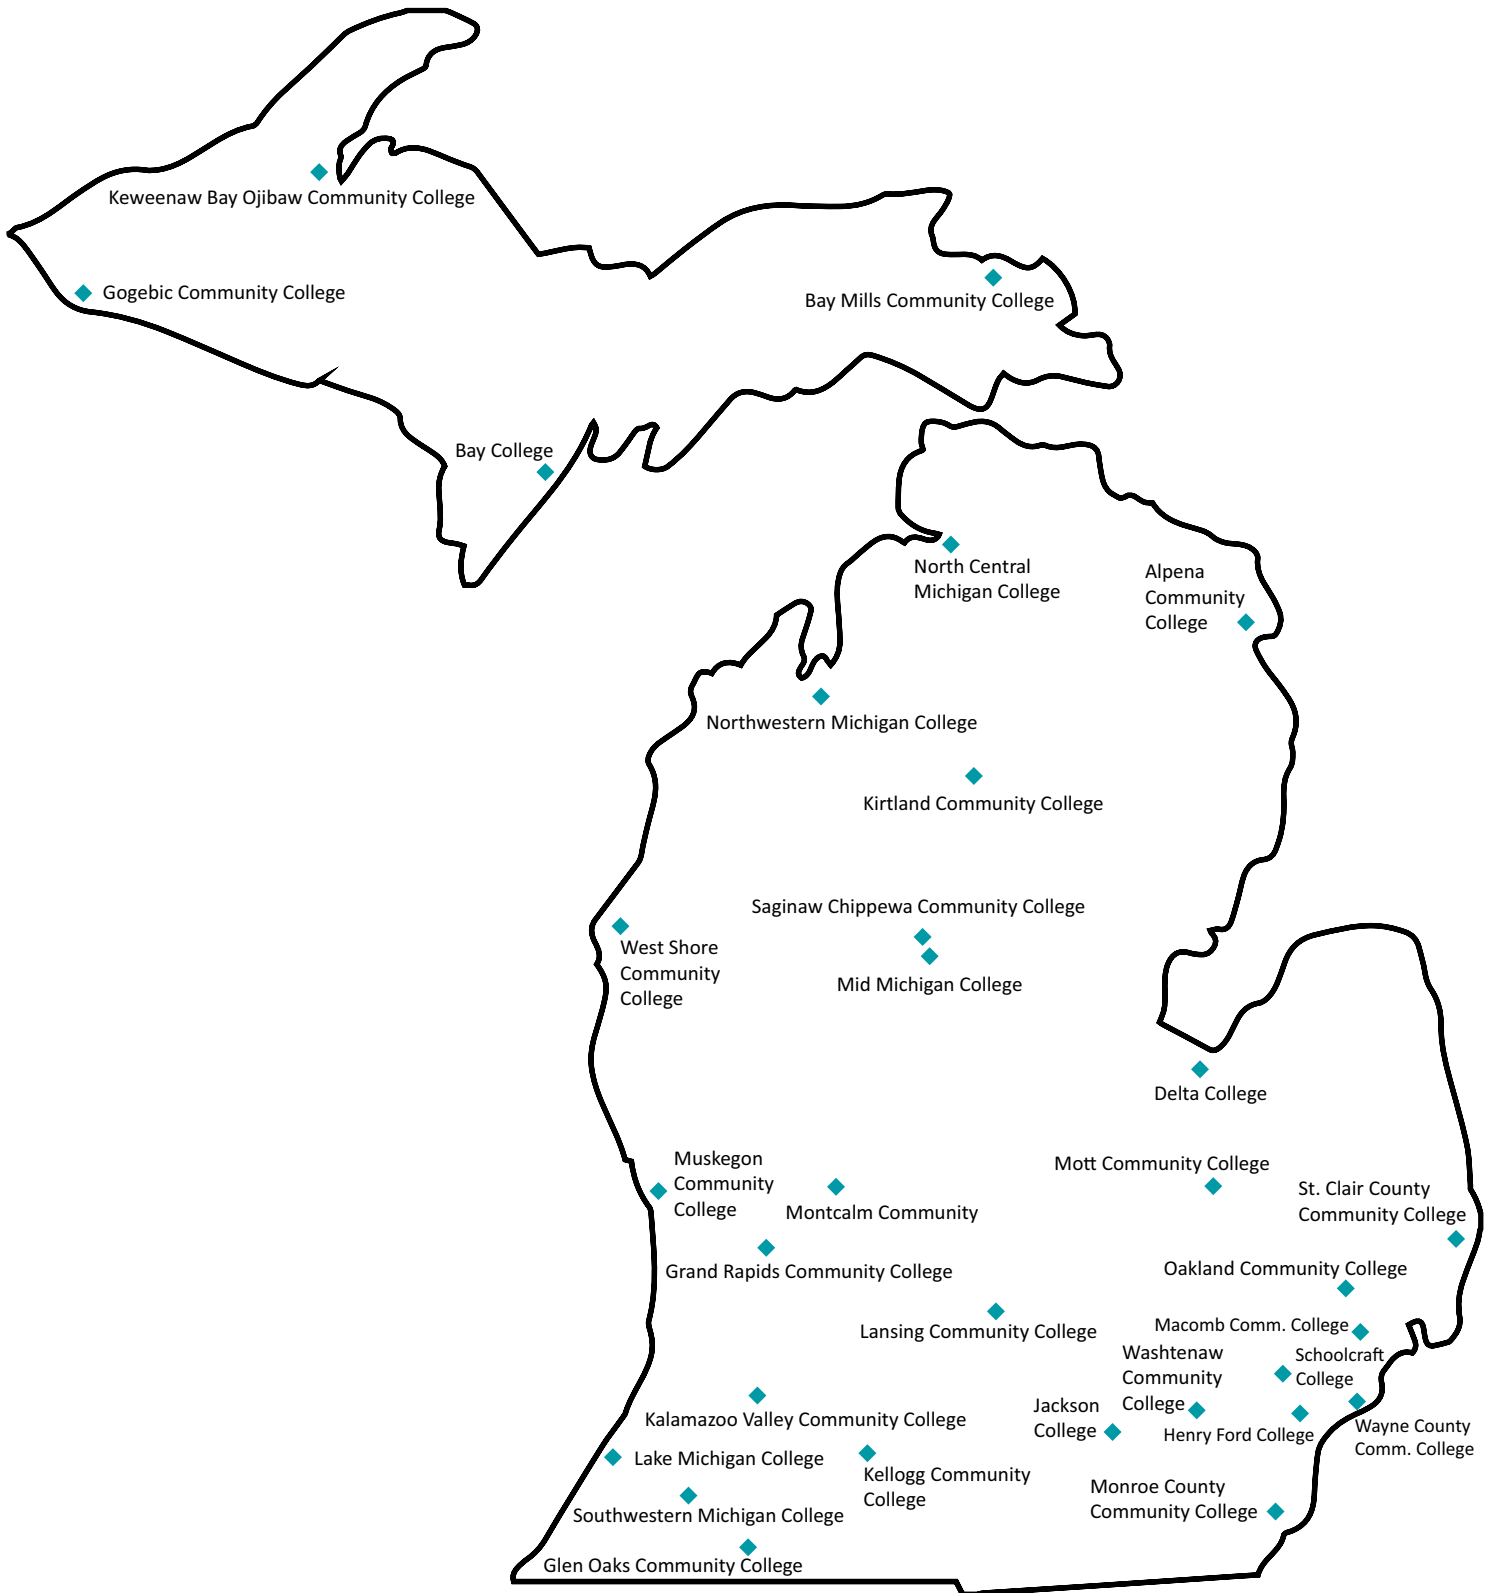 Keweenaw Bay Ojibaw Community College
Gogebic Community College
Bay Mills Community College
Bay College
North Central
Michigan College
Alpena
Community
College
Northwestern Michigan College
Kirtland Community College
Saginaw Chippewa Community College
West Shore
Community
College
Mid Michigan College
Delta College
Muskegon
Community
College
Montcalm Community
Mott Community College
St. Clair County
Community College
Grand Rapids Community College
Oakland Community College
Lansing Community College
Macomb Comm. College
Washtenaw
Community
College
Schoolcraft
College
Jackson
College
Henry Ford College
Wayne County
Comm. College
Kalamazoo Valley Community College
Lake Michigan College
Kellogg Community
College
Monroe County
Community College
Southwestern Michigan College
Glen Oaks Community College